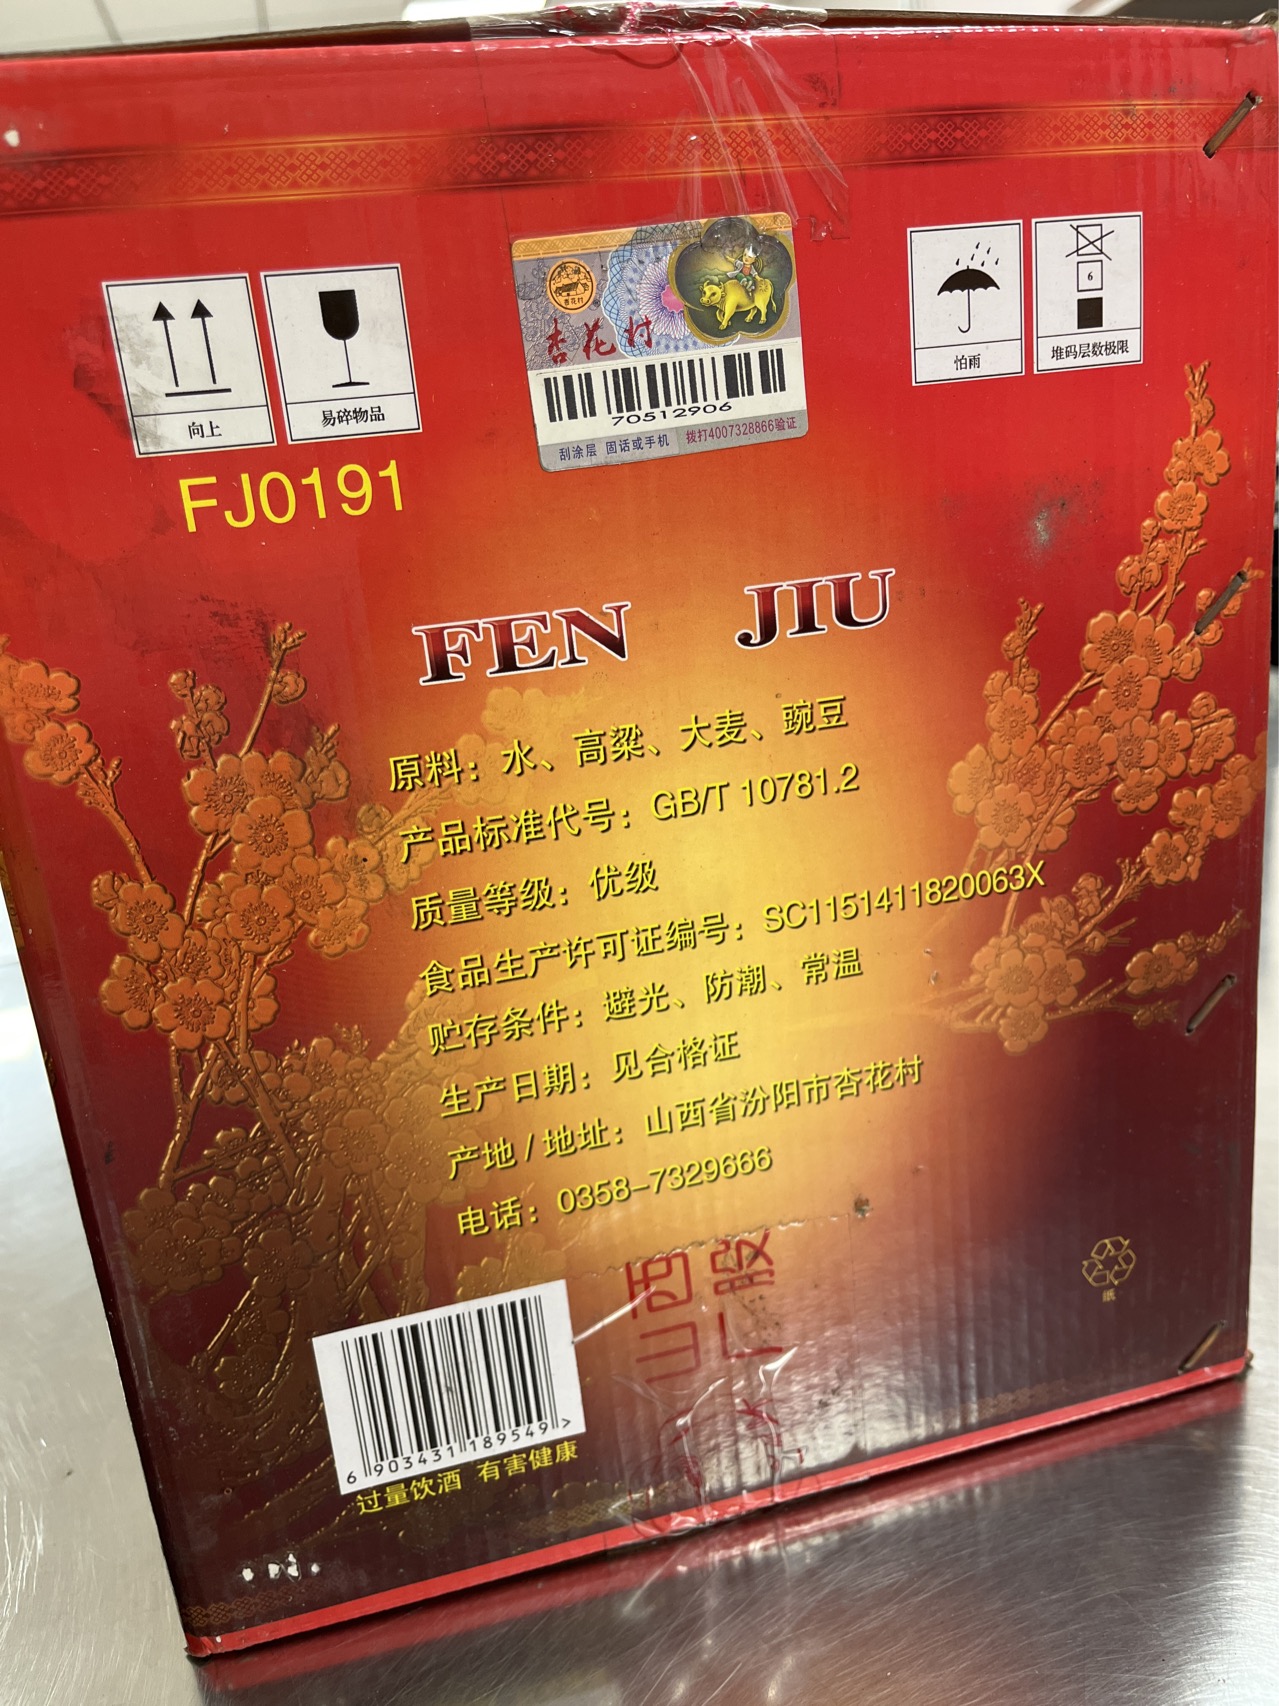 杏花村
杏花村
70512906
刮涂层 固话或手机 拨打4007328866验证
向上
易碎物品
怕雨
6
堆码层数极限
FJ0191
FEN JIU
原料：水、高粱、大麦、豌豆
产品标准代号：GB/T 10781.2
质量等级：优级
食品生产许可证编号：SC1151411820063X
贮存条件：避光、防潮、常温
生产日期：见合格证
产地/地址：山西省汾阳市杏花村
电话：0358-7329666
纸
6 903431 189549 >
过量饮酒 有害健康